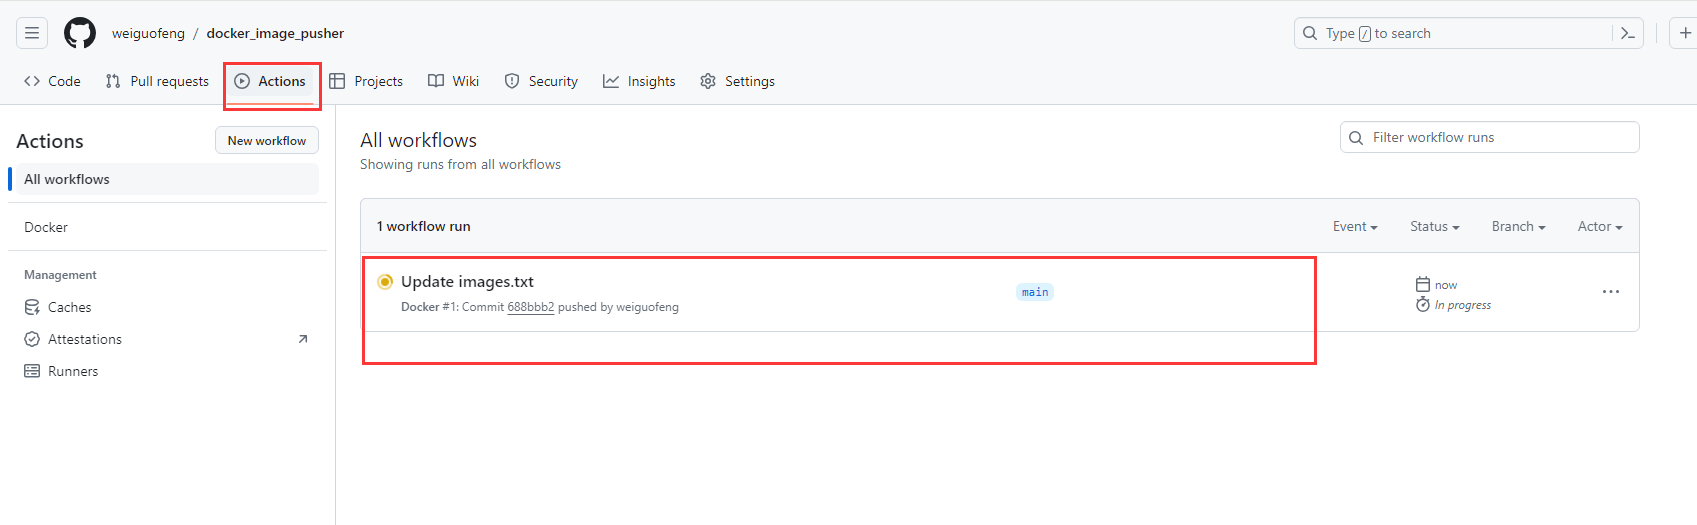 weiguofeng / docker_image_pusher
Type / to search
Code Pull requests Actions Projects Wiki Security Insights Settings
Actions
New workflow
All workflows
Docker
Management
Caches
Attestations
Runners
All workflows
Showing runs from all workflows
Filter workflow runs
1 workflow run
Event Status Branch Actor
Update images.txt
Docker #1: Commit 688bbb2 pushed by weiguofeng
main
now
In progress